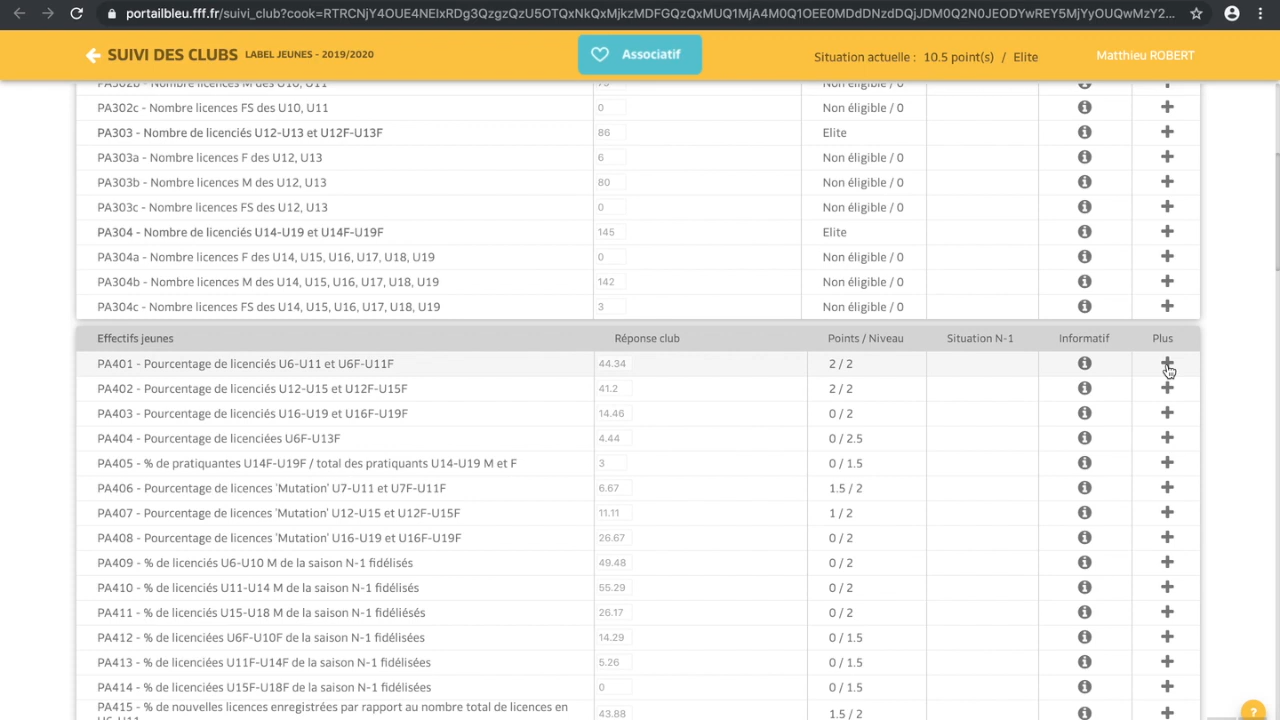 portailbleu.fff.fr/suivi_club?cook=
SUIVI DES CLUBS LABEL JEUNES - 2019/2020 Associatif Situation actuelle : 10.5 point(s) / Elite Matthieu ROBERT
PA302b - Nombre licences M des U10, U11 Non éligible / 0
PA302c - Nombre licences FS des U10, U11 0 Non éligible / 0
PA303 - Nombre de licenciés U12-U13 et U12F-U13F 86 Elite
PA303a - Nombre licences F des U12, U13 6 Non éligible / 0
PA303b - Nombre licences M des U12, U13 80 Non éligible / 0
PA303c - Nombre licences FS des U12, U13 0 Non éligible / 0
PA304 - Nombre de licenciés U14-U19 et U14F-U19F 145 Elite
PA304a - Nombre licences F des U14, U15, U16, U17, U18, U19 0 Non éligible / 0
PA304b - Nombre licences M des U14, U15, U16, U17, U18, U19 142 Non éligible / 0
PA304c - Nombre licences FS des U14, U15, U16, U17, U18, U19 3 Non éligible / 0
Effectifs jeunes Réponse club Points / Niveau Situation N-1 Informatif Plus
PA401 - Pourcentage de licenciés U6-U11 et U6F-U11F 44.34 2 / 2
PA402 - Pourcentage de licenciés U12-U15 et U12F-U15F 41.2 2 / 2
PA403 - Pourcentage de licenciés U16-U19 et U16F-U19F 14.46 0 / 2
PA404 - Pourcentage de licenciées U6F-U13F 4.44 0 / 2.5
PA405 - % de pratiquantes U14F-U19F / total des pratiquants U14-U19 M et F 3 0 / 1.5
PA406 - Pourcentage de licences 'Mutation' U7-U11 et U7F-U11F 6.67 1.5 / 2
PA407 - Pourcentage de licences 'Mutation' U12-U15 et U12F-U15F 11.11 1 / 2
PA408 - Pourcentage de licences 'Mutation' U16-U19 et U16F-U19F 26.67 0 / 2
PA409 - % de licenciés U6-U10 M de la saison N-1 fidélisés 49.48 0 / 2
PA410 - % de licenciés U11-U14 M de la saison N-1 fidélisés 55.29 0 / 2
PA411 - % de licenciés U15-U18 M de la saison N-1 fidéliésés 26.17 0 / 2
PA412 - % de licenciées U6F-U10F de la saison N-1 fidélisées 14.29 0 / 1.5
PA413 - % de licenciées U11F-U14F de la saison N-1 fidélisées 5.26 0 / 1.5
PA414 - % de licenciées U15F-U18F de la saison N-1 fidélisées 0 0 / 1.5
PA415 - % de nouvelles licences enregistrées par rapport au nombre total de licences en 43.88 1.5 / 2
U6-U11
?